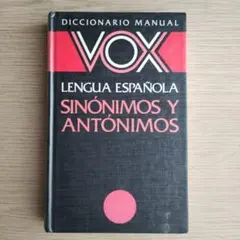 DICCIONARIO MANUAL
VOX
LENGUA ESPAÑOLA
SINÓNIMOS Y
ANTÓNIMOS